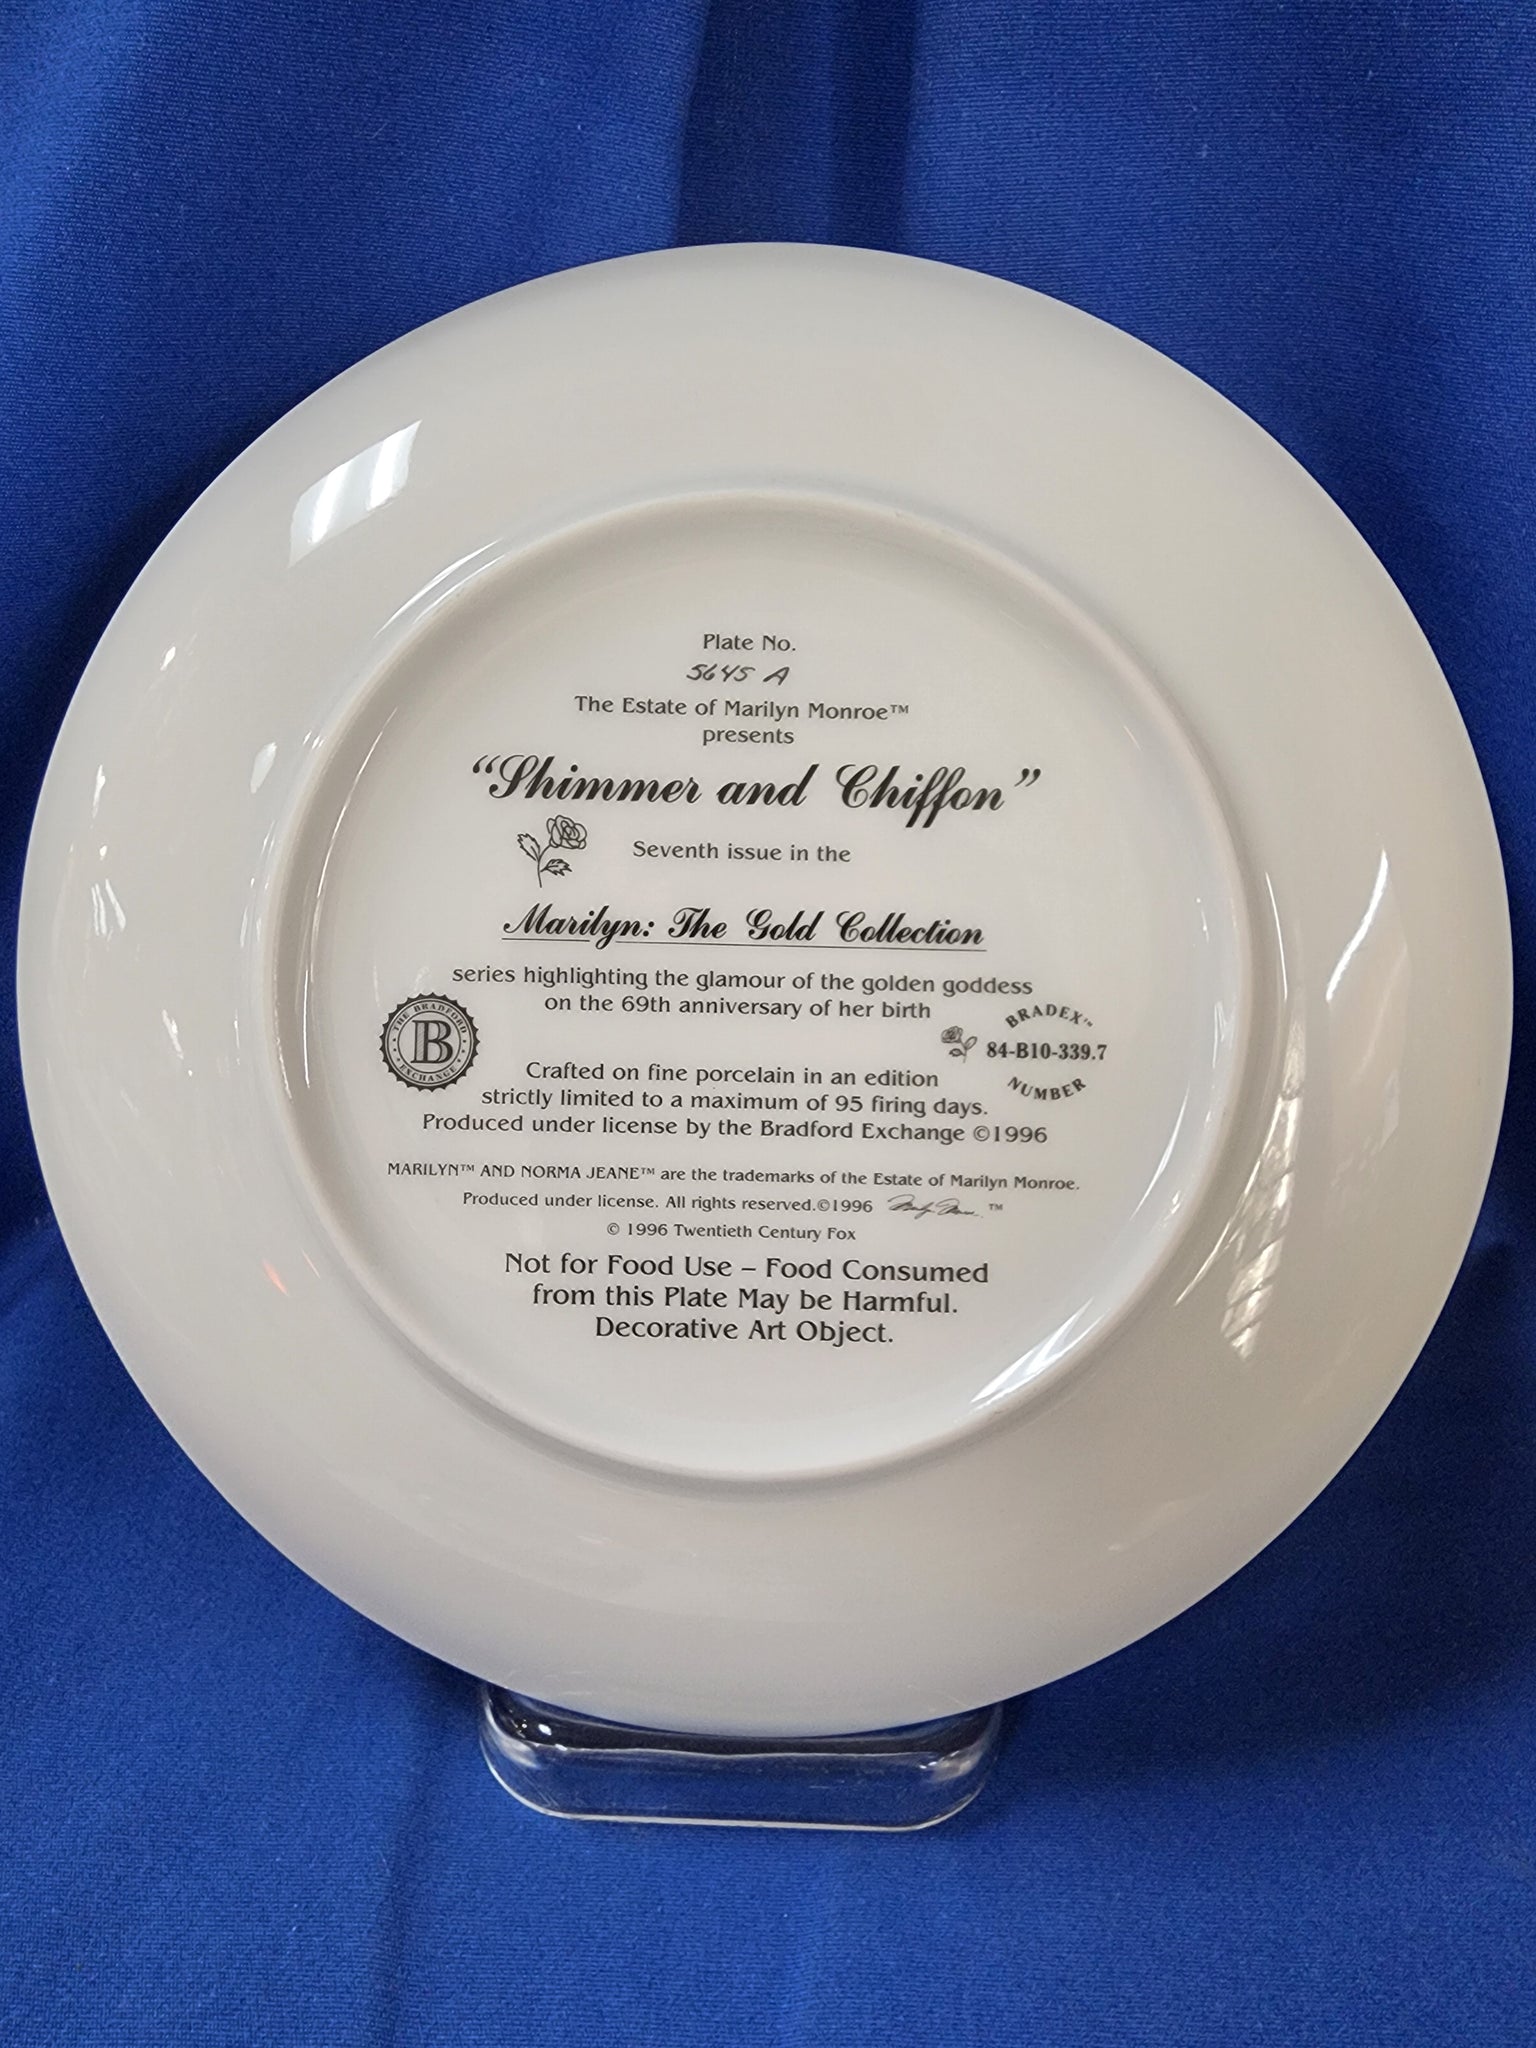 Plate No.
5645 A
The Estate of Marilyn Monroe™
presents
“Shimmer and Chiffon”
Seventh issue in the
Marilyn: The Gold Collection
series highlighting the glamour of the golden goddess
on the 69th anniversary of her birth
THE BRADFORD
B
EXCHANGE
BRADEX™
84-B10-339.7
NUMBER
Crafted on fine porcelain in an edition
strictly limited to a maximum of 95 firing days.
Produced under license by the Bradford Exchange ©1996
MARILYN™ AND NORMA JEANE™ are the trademarks of the Estate of Marilyn Monroe.
Produced under license. All rights reserved.©1996 Marilyn Monroe ™
© 1996 Twentieth Century Fox
Not for Food Use – Food Consumed
from this Plate May be Harmful.
Decorative Art Object.